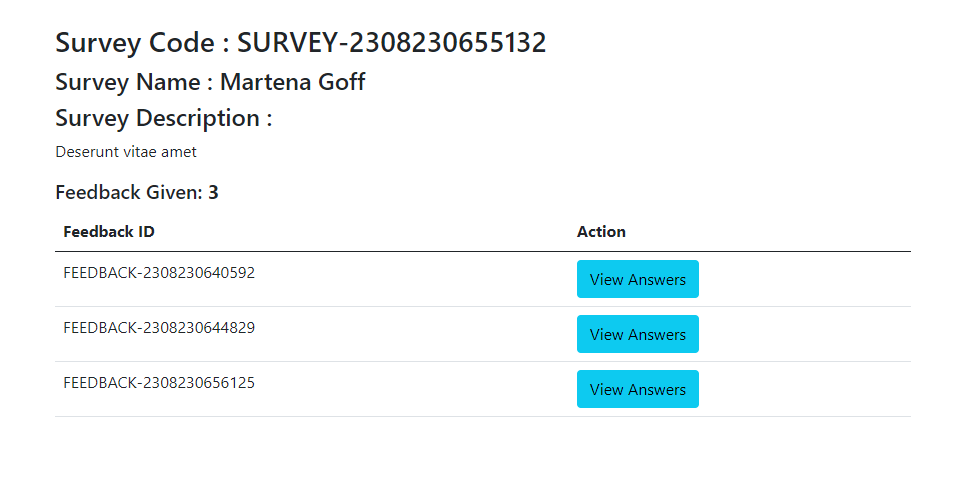 Survey Code : SURVEY-2308230655132
Survey Name : Martena Goff
Survey Description :
Deserunt vitae amet
Feedback Given: 3
Feedback ID Action
FEEDBACK-2308230640592 View Answers
FEEDBACK-2308230644829 View Answers
FEEDBACK-2308230656125 View Answers